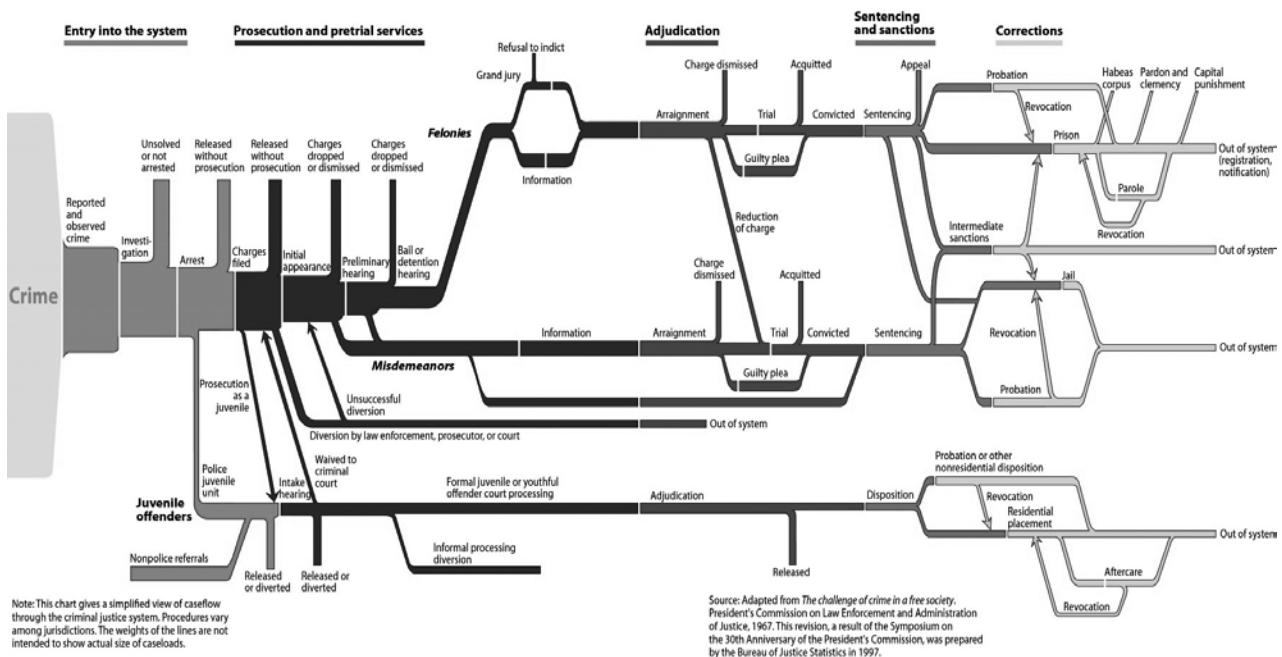 Entry into the system
Prosecution and pretrial services
Adjudication
Sentencing
and sanctions
Corrections
Refusal to indict
Grand jury
Charge dismissed
Acquitted
Appeal
Probation
Habeas
corpus
Pardon and
clemency
Capital
punishment
Revocation
Felonies
Arraignment
Trial
Convicted
Sentencing
Prison
Unsolved
or not
arrested
Released
without
prosecution
Released
without
prosecution
Charges
dropped
or dismissed
Charges
dropped
or dismissed
Out of system
(registration,
notification)
Guilty plea
Information
Parole
Reported
and
observed
crime
Reduction
of charge
Intermediate
sanctions
Revocation
Investi-
gation
Arrest
Charges
filed
Initial
appearance
Preliminary
hearing
Bail or
detention
hearing
Out of system
Charge
dismissed
Acquitted
Jail
Crime
Information
Arraignment
Trial
Convicted
Sentencing
Revocation
Out of system
Misdemeanors
Guilty plea
Prosecution
as a
juvenile
Unsuccessful
diversion
Probation
Out of system
Diversion by law enforcement, prosecutor, or court
Waived to
criminal
court
Police
juvenile
unit
Intake
hearing
Formal juvenile or youthful
offender court processing
Adjudication
Disposition
Probation or other
nonresidential disposition
Revocation
Residential
placement
Juvenile
offenders
Out of system
Nonpolice referrals
Informal processing
diversion
Released
or diverted
Released or
diverted
Released
Aftercare
Revocation
Note: This chart gives a simplified view of caseflow
through the criminal justice system. Procedures vary
among jurisdictions. The weights of the lines are not
intended to show actual size of caseloads.
Source: Adapted from The challenge of crime in a free society.
President's Commission on Law Enforcement and Administration
of Justice, 1967. This revision, a result of the Symposium on
the 30th Anniversary of the President's Commission, was prepared
by the Bureau of Justice Statistics in 1997.